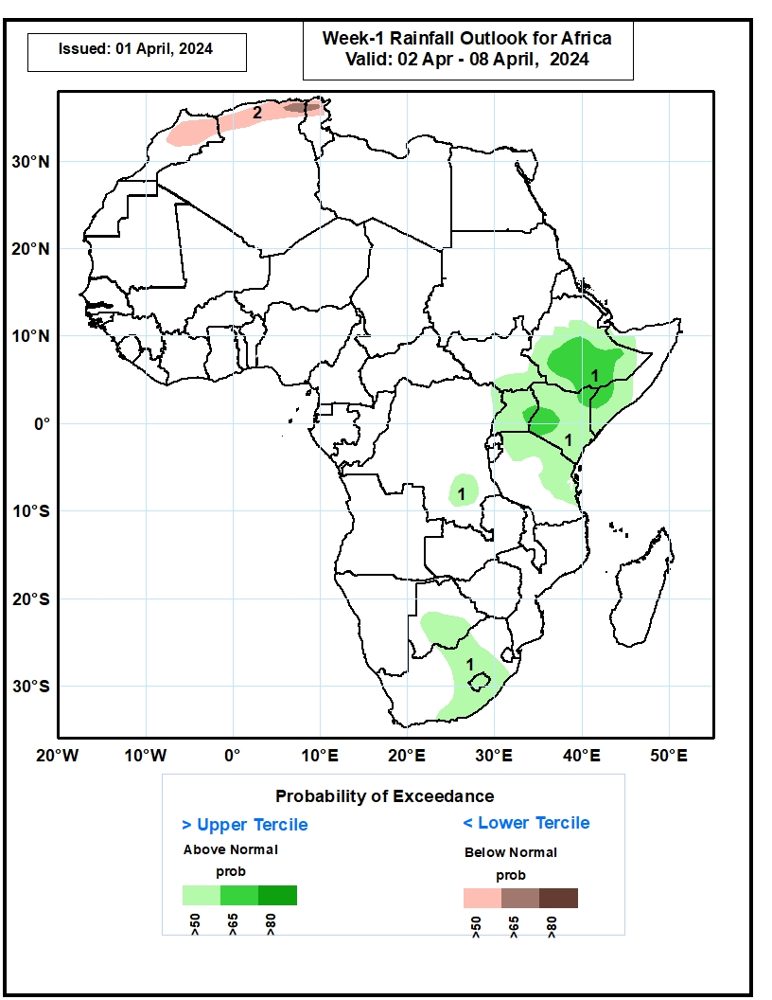 Issued: 01 April, 2024
Week-1 Rainfall Outlook for Africa
Valid: 02 Apr - 08 April, 2024
2
30°N
20°N
10°N
1
0°
1
1
10°S
20°S
1
30°S
20°W 10°W 0° 10°E 20°E 30°E 40°E 50°E
Probability of Exceedance
> Upper Tercile
Above Normal
prob
>50 >65 >80
< Lower Tercile
Below Normal
prob
>50 >65 >80